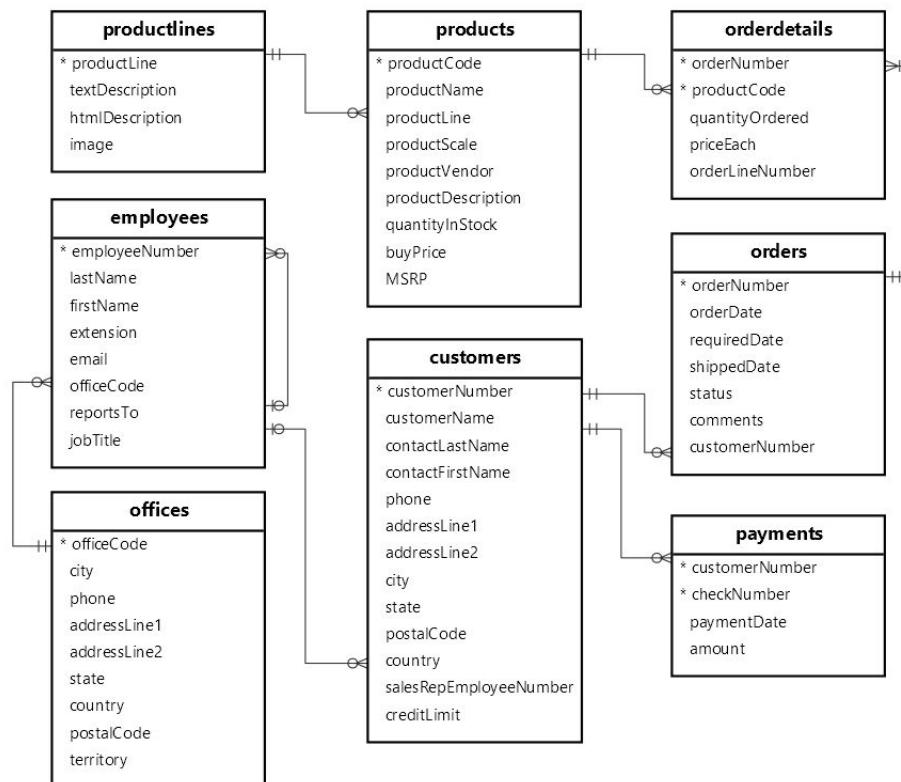 productlines
* productLine
textDescription
htmlDescription
image
products
* productCode
productName
productLine
productScale
productVendor
productDescription
quantityInStock
buyPrice
MSRP
orderdetails
* orderNumber
* productCode
quantityOrdered
priceEach
orderLineNumber
employees
* employeeNumber
lastName
firstName
extension
email
officeCode
reportsTo
jobTitle
customers
* customerNumber
customerName
contactLastName
contactFirstName
phone
addressLine1
addressLine2
city
state
postalCode
country
salesRepEmployeeNumber
creditLimit
orders
* orderNumber
orderDate
requiredDate
shippedDate
status
comments
customerNumber
offices
* officeCode
city
phone
addressLine1
addressLine2
state
country
postalCode
territory
payments
* customerNumber
* checkNumber
paymentDate
amount